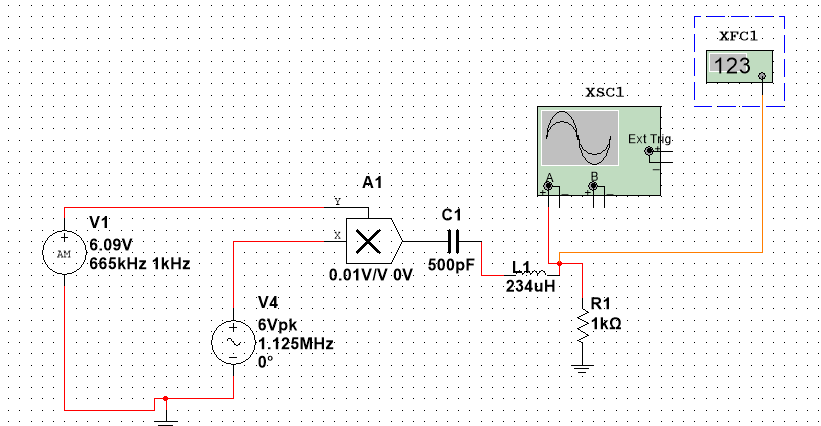 XFC1
123
XSC1
Ext Trig
+
−
A
B
+
−
+
−
A1
Y
X
V1
+
6.09V
AM
665kHz 1kHz
C1
500pF
0.01V/V 0V
L1
234uH
V4
+
6Vpk
1.125MHz
−
0°
R1
1kΩ